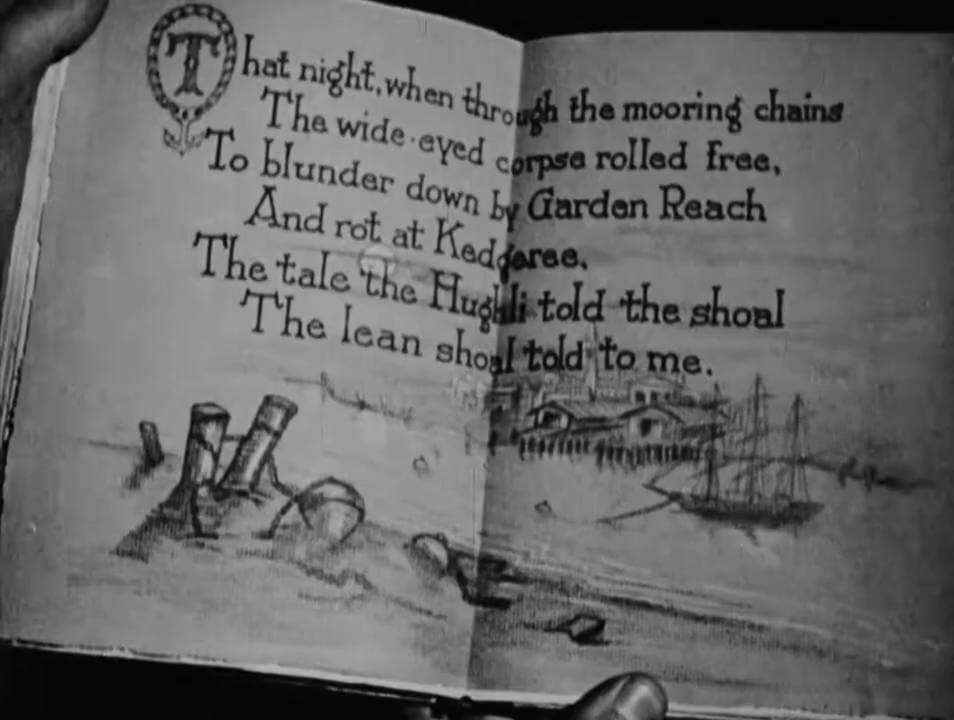 That night, when through the mooring chains
The wide-eyed corpse rolled free,
To blunder down by Garden Reach
And rot at Kedgeree.
The tale the Hughli told the shoal
The lean shoal told to me.